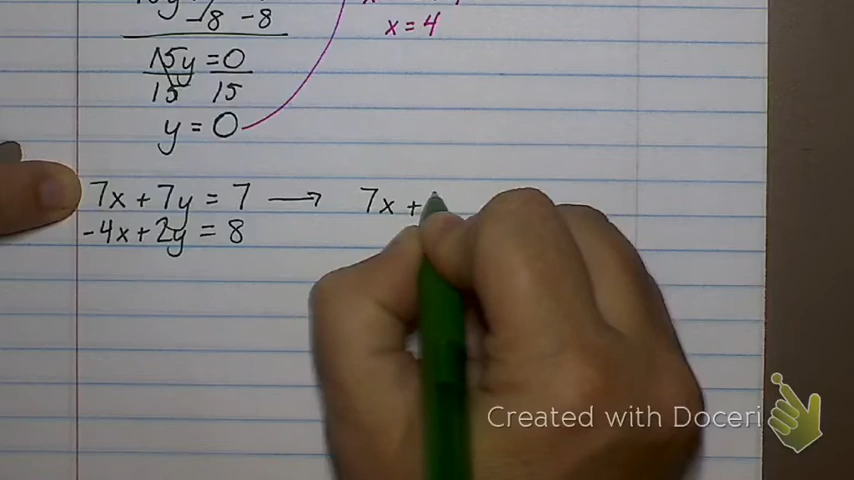 -8 -8
x = 4
15y = 0
15 15
y = 0
7x + 7y = 7 → 7x +
-4x + 2y = 8
Created with Doceri